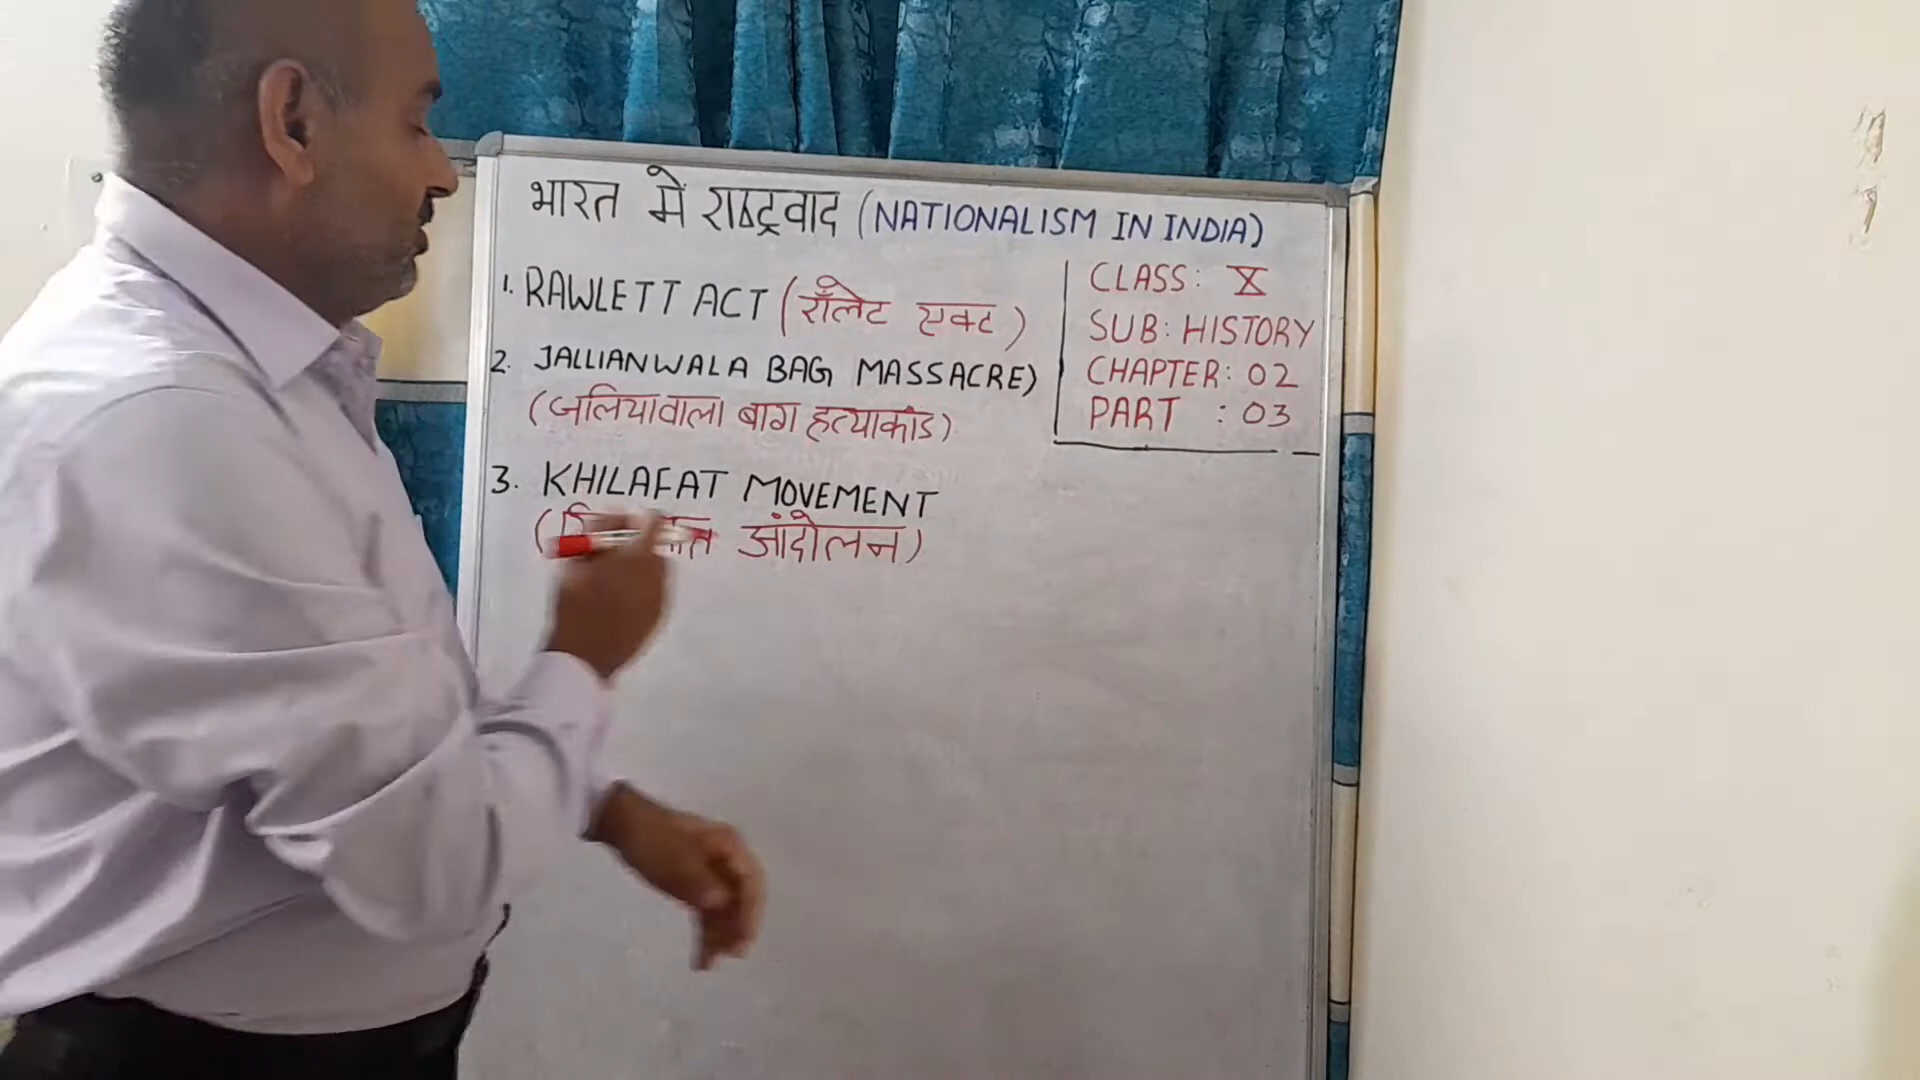 भारत में राष्ट्रवाद (NATIONALISM IN INDIA)
1. RAWLETT ACT (रॉलेट एक्ट)
2. JALLIANWALA BAG MASSACRE)
(जलियावाला बाग हत्याकांड)
3. KHILAFAT MOVEMENT
( आंदोलन)
CLASS: X
SUB: HISTORY
CHAPTER: 02
PART : 03